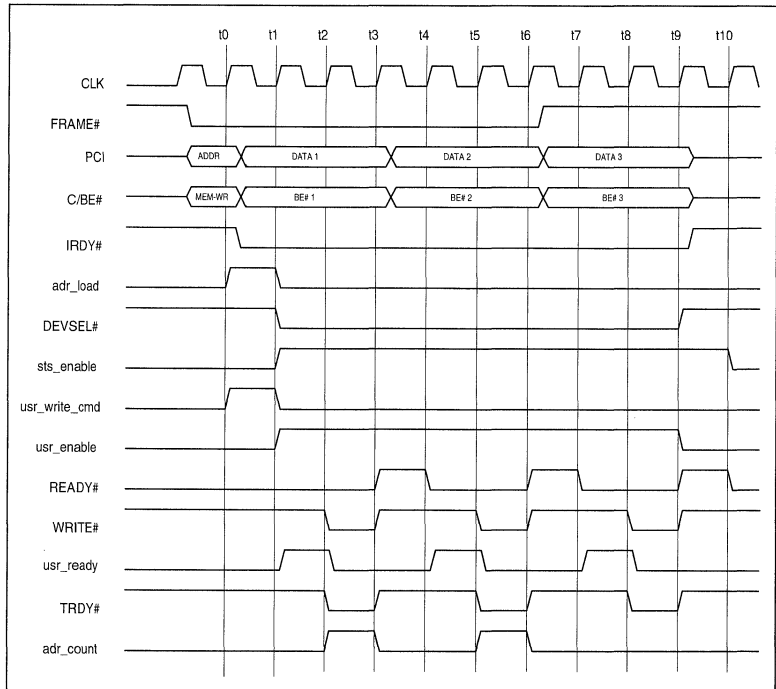 t0 t1 t2 t3 t4 t5 t6 t7 t8 t9 t10
CLK
FRAME#
PCI ADDR DATA 1 DATA 2 DATA 3
C/BE# MEM-WR BE# 1 BE# 2 BE# 3
IRDY#
adr_load
DEVSEL#
sts_enable
usr_write_cmd
usr_enable
READY#
WRITE#
usr_ready
TRDY#
adr_count